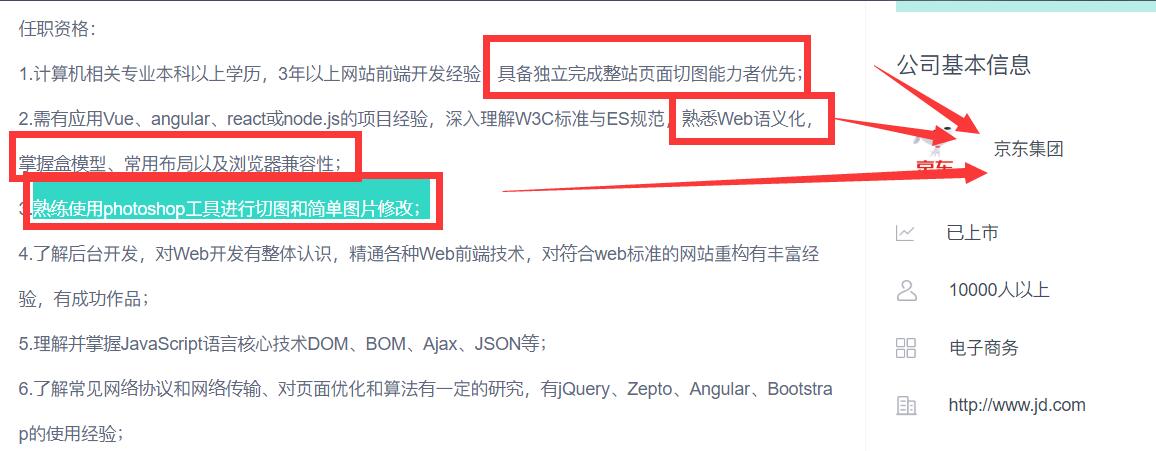 任职资格：
1.计算机相关专业本科以上学历，3年以上网站前端开发经验，具备独立完成整站页面切图能力者优先；
2.需有应用Vue、angular、react或node.js的项目经验，深入理解W3C标准与ES规范，熟悉Web语义化，
掌握盒模型、常用布局以及浏览器兼容性；
3.熟练使用photoshop工具进行切图和简单图片修改；
4.了解后台开发，对Web开发有整体认识，精通各种Web前端技术，对符合web标准的网站重构有丰富经
验，有成功作品；
5.理解并掌握JavaScript语言核心技术DOM、BOM、Ajax、JSON等；
6.了解常见网络协议和网络传输、对页面优化和算法有一定的研究，有jQuery、Zepto、Angular、Bootstra
p的使用经验；
公司基本信息
京东
京东集团
已上市
10000人以上
电子商务
http://www.jd.com